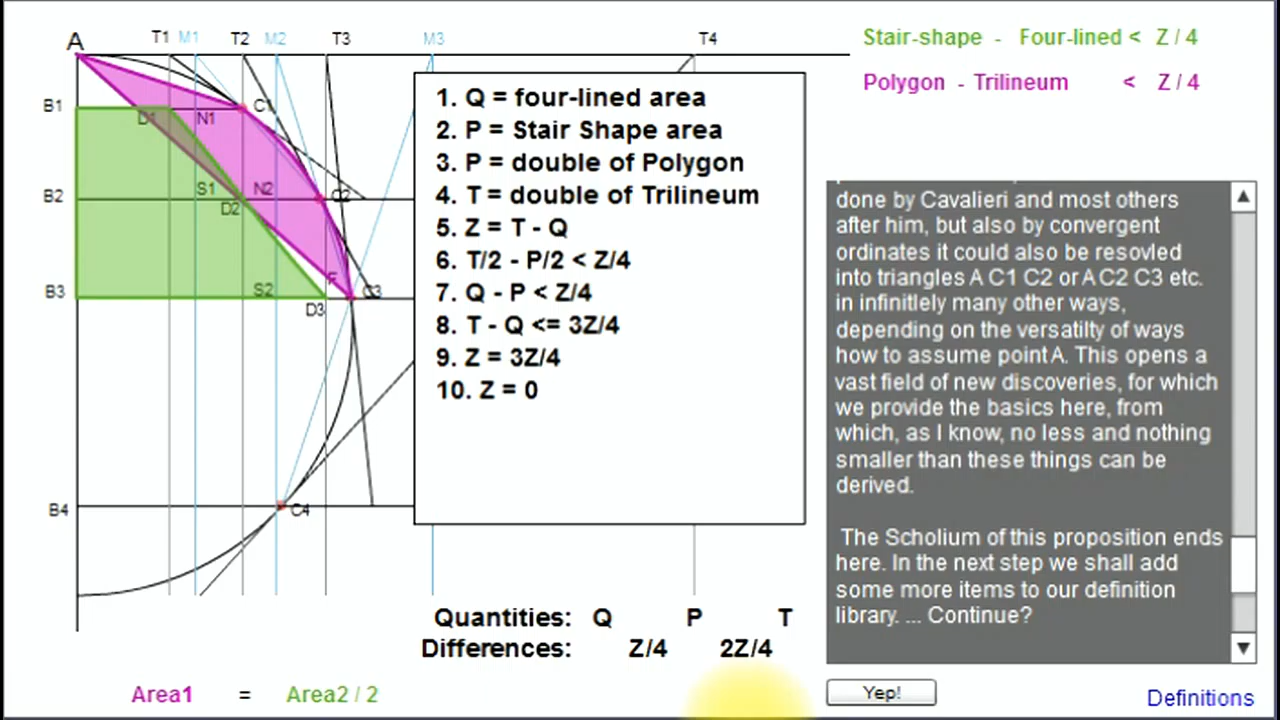 A
T1 M1 T2 M2 T3 M3 T4
Stair-shape - Four-lined < Z / 4
Polygon - Trilineum < Z / 4
B1 D1 N1 C1
B2 S1 D2 N2 C2
B3 S2 D3 F C3
B4 C4
1. Q = four-lined area
2. P = Stair Shape area
3. P = double of Polygon
4. T = double of Trilineum
5. Z = T - Q
6. T/2 - P/2 < Z/4
7. Q - P < Z/4
8. T - Q <= 3Z/4
9. Z = 3Z/4
10. Z = 0
done by Cavalieri and most others
after him, but also by convergent
ordinates it could also be resovled
into triangles A C1 C2 or A C2 C3 etc.
in infinitlely many other ways,
depending on the versatilty of ways
how to assume point A. This opens a
vast field of new discoveries, for which
we provide the basics here, from
which, as I know, no less and nothing
smaller than these things can be
derived.
The Scholium of this proposition ends
here. In the next step we shall add
some more items to our definition
library. ... Continue?
Quantities: Q P T
Differences: Z/4 2Z/4
Area1 = Area2 / 2
Yep!
Definitions